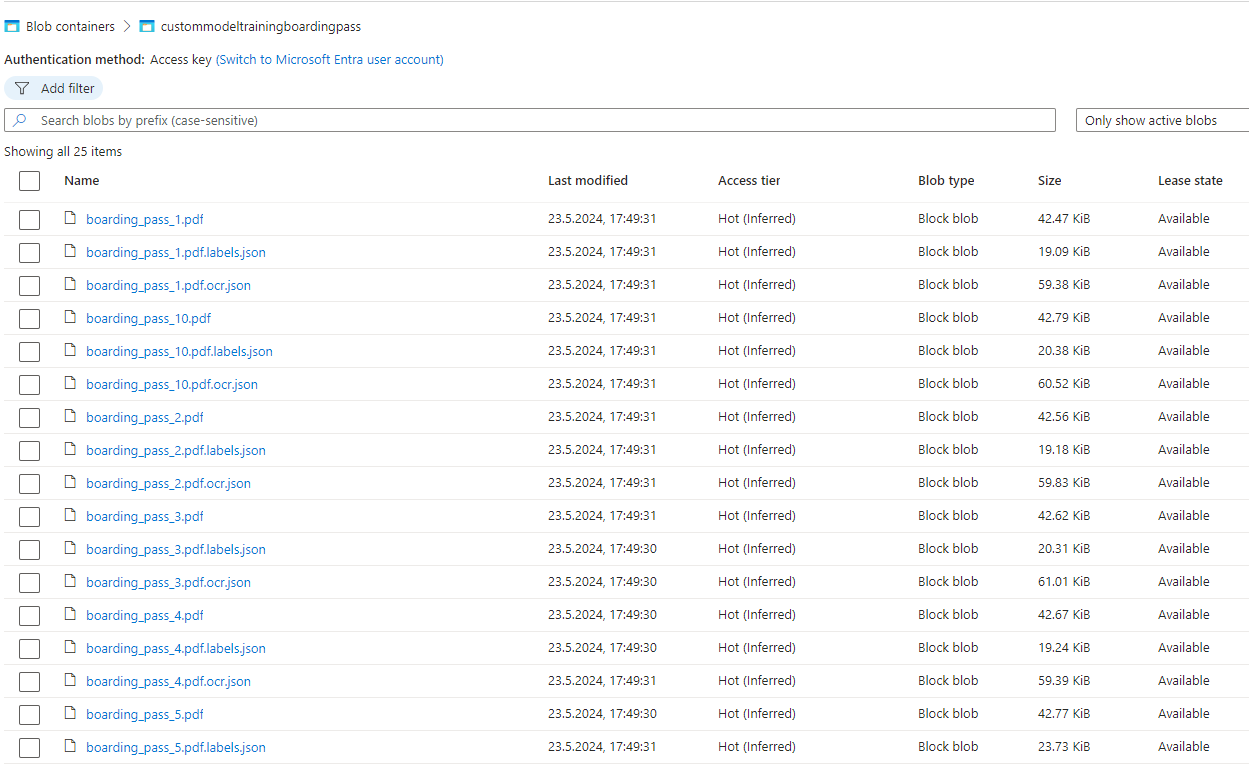 Blob containers > custommodeltrainingboardingpass
Authentication method: Access key (Switch to Microsoft Entra user account)
Add filter
Search blobs by prefix (case-sensitive) Only show active blobs
Showing all 25 items
Name Last modified Access tier Blob type Size Lease state
boarding_pass_1.pdf 23.5.2024, 17:49:31 Hot (Inferred) Block blob 42.47 KiB Available
boarding_pass_1.pdf.labels.json 23.5.2024, 17:49:31 Hot (Inferred) Block blob 19.09 KiB Available
boarding_pass_1.pdf.ocr.json 23.5.2024, 17:49:31 Hot (Inferred) Block blob 59.38 KiB Available
boarding_pass_10.pdf 23.5.2024, 17:49:31 Hot (Inferred) Block blob 42.79 KiB Available
boarding_pass_10.pdf.labels.json 23.5.2024, 17:49:31 Hot (Inferred) Block blob 20.38 KiB Available
boarding_pass_10.pdf.ocr.json 23.5.2024, 17:49:31 Hot (Inferred) Block blob 60.52 KiB Available
boarding_pass_2.pdf 23.5.2024, 17:49:31 Hot (Inferred) Block blob 42.56 KiB Available
boarding_pass_2.pdf.labels.json 23.5.2024, 17:49:31 Hot (Inferred) Block blob 19.18 KiB Available
boarding_pass_2.pdf.ocr.json 23.5.2024, 17:49:31 Hot (Inferred) Block blob 59.83 KiB Available
boarding_pass_3.pdf 23.5.2024, 17:49:31 Hot (Inferred) Block blob 42.62 KiB Available
boarding_pass_3.pdf.labels.json 23.5.2024, 17:49:30 Hot (Inferred) Block blob 20.31 KiB Available
boarding_pass_3.pdf.ocr.json 23.5.2024, 17:49:30 Hot (Inferred) Block blob 61.01 KiB Available
boarding_pass_4.pdf 23.5.2024, 17:49:30 Hot (Inferred) Block blob 42.67 KiB Available
boarding_pass_4.pdf.labels.json 23.5.2024, 17:49:30 Hot (Inferred) Block blob 19.24 KiB Available
boarding_pass_4.pdf.ocr.json 23.5.2024, 17:49:31 Hot (Inferred) Block blob 59.39 KiB Available
boarding_pass_5.pdf 23.5.2024, 17:49:30 Hot (Inferred) Block blob 42.77 KiB Available
boarding_pass_5.pdf.labels.json 23.5.2024, 17:49:31 Hot (Inferred) Block blob 23.73 KiB Available